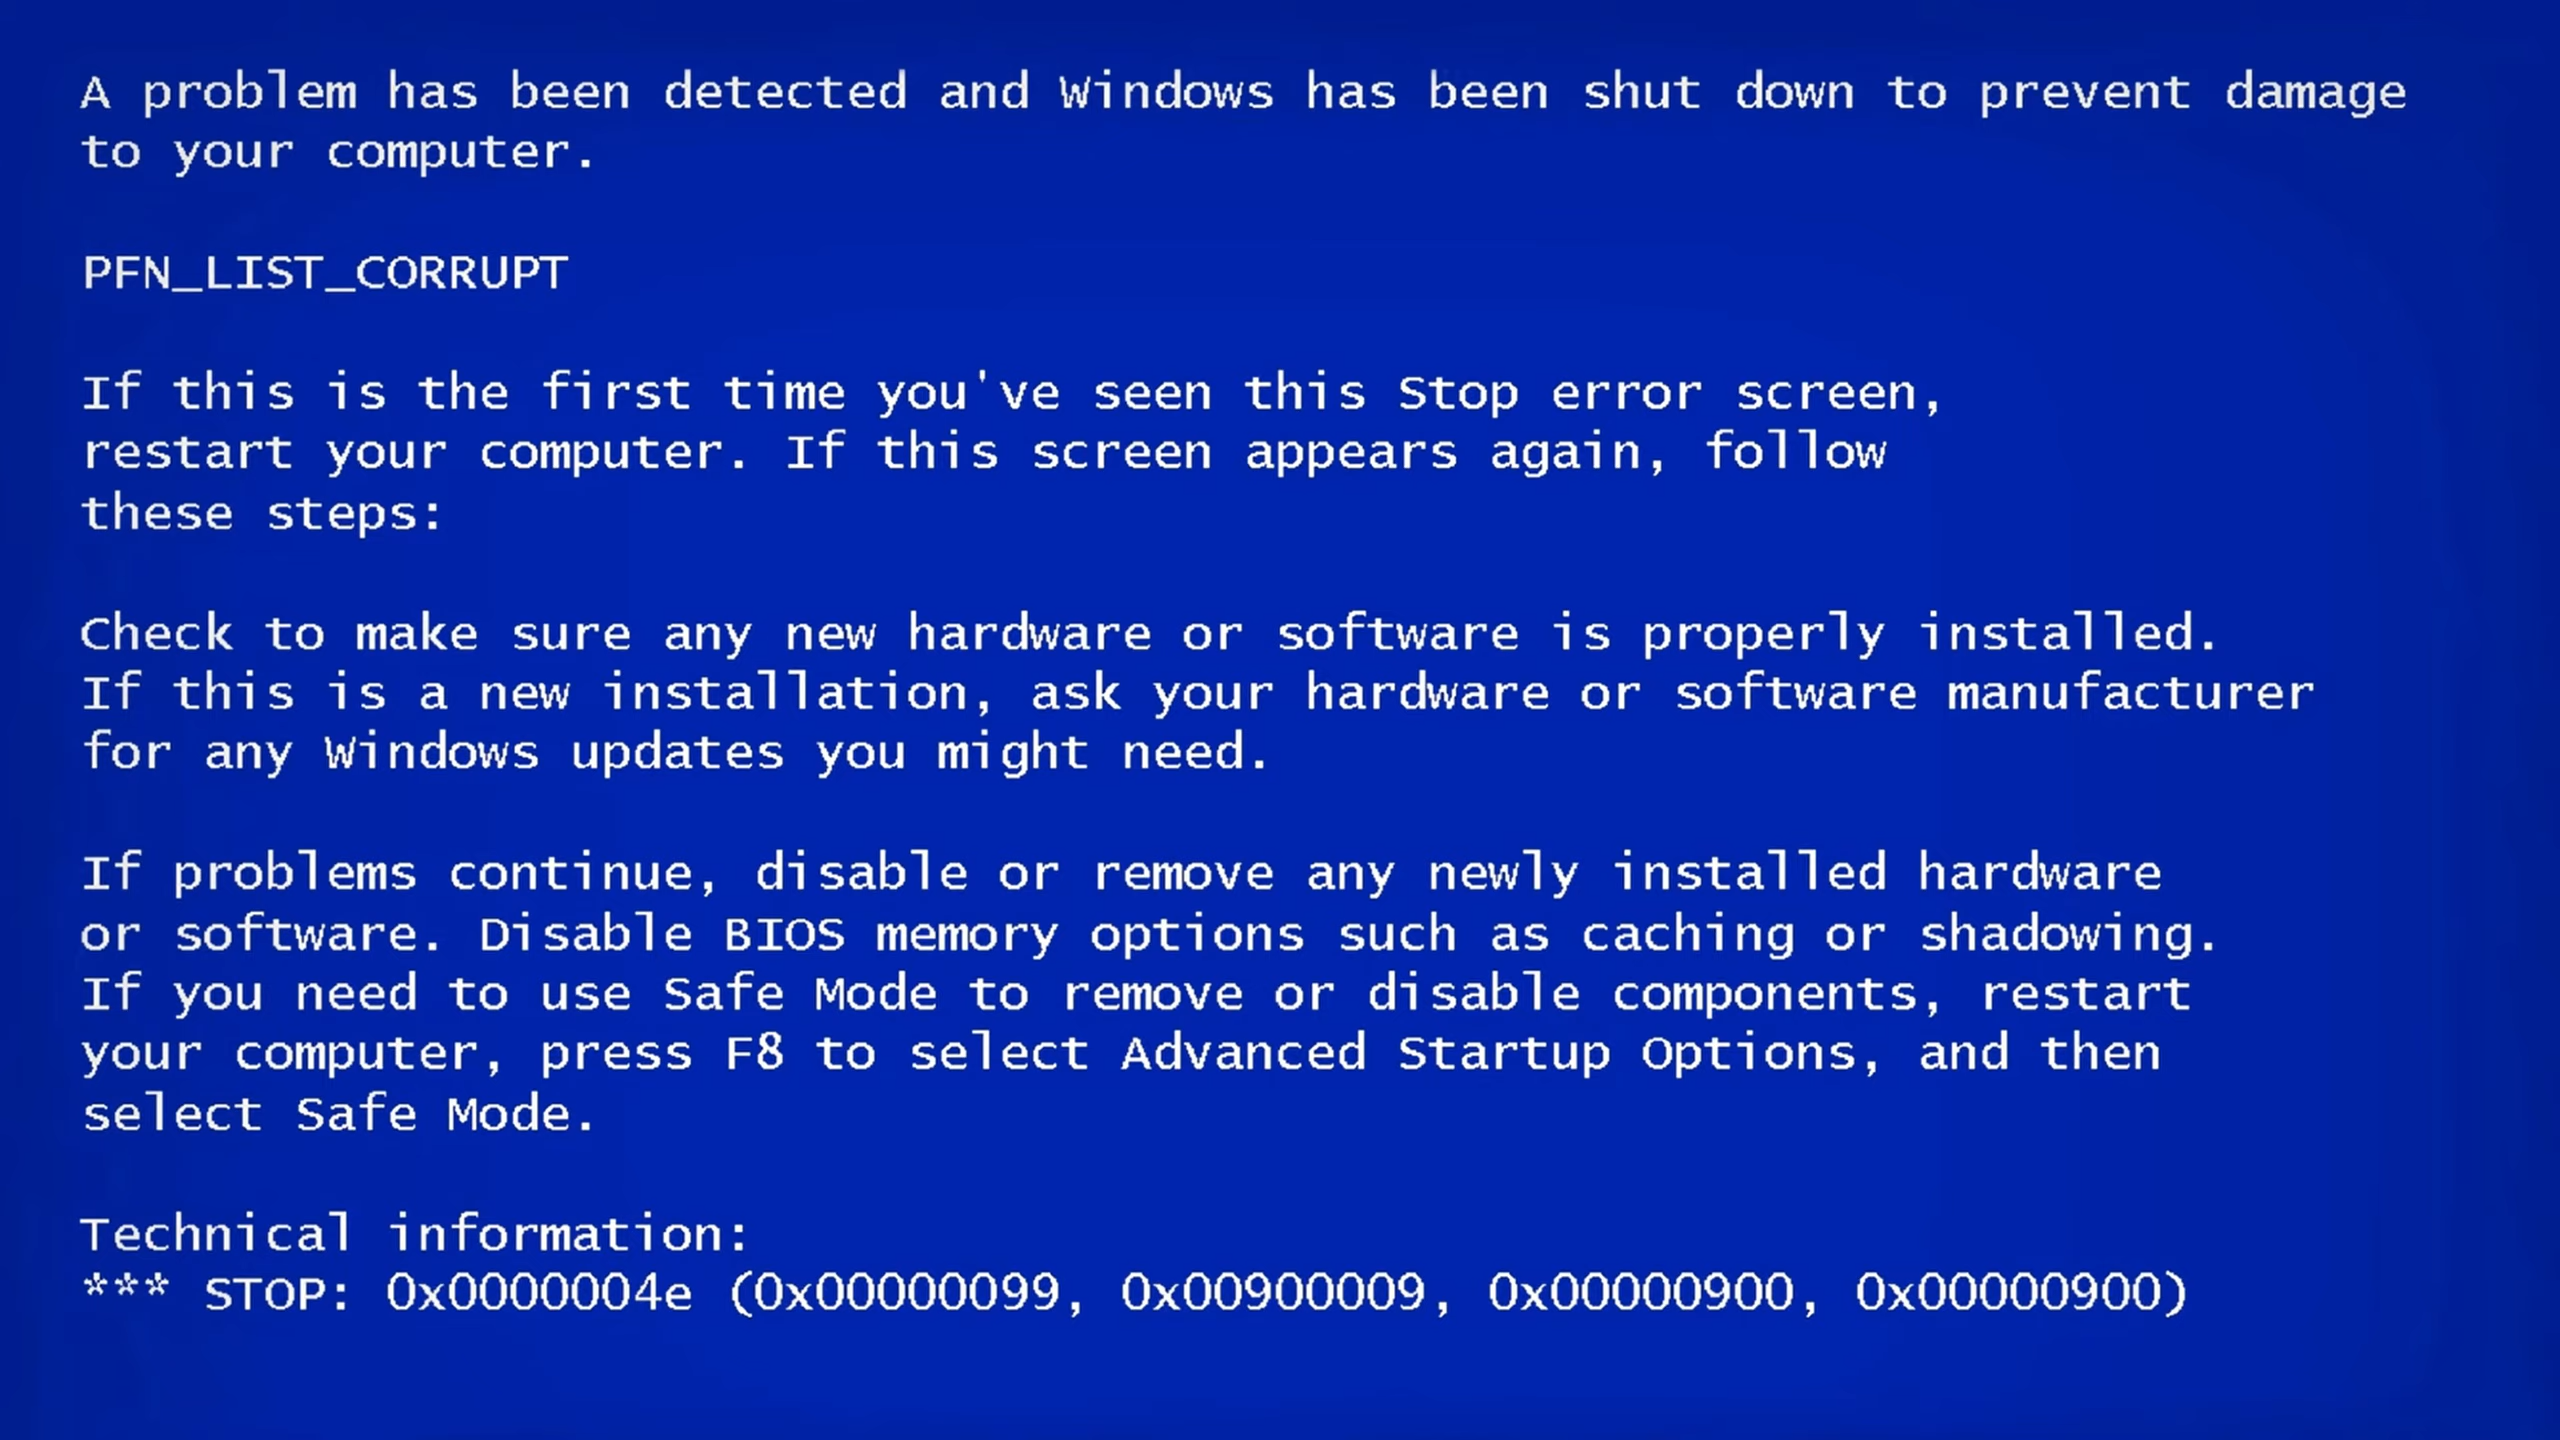 A problem has been detected and Windows has been shut down to prevent damage
to your computer.
PFN_LIST_CORRUPT
If this is the first time you've seen this Stop error screen,
restart your computer. If this screen appears again, follow
these steps:
Check to make sure any new hardware or software is properly installed.
If this is a new installation, ask your hardware or software manufacturer
for any Windows updates you might need.
If problems continue, disable or remove any newly installed hardware
or software. Disable BIOS memory options such as caching or shadowing.
If you need to use Safe Mode to remove or disable components, restart
your computer, press F8 to select Advanced Startup Options, and then
select Safe Mode.
Technical information:
*** STOP: 0x0000004e (0x00000099, 0x00900009, 0x00000900, 0x00000900)